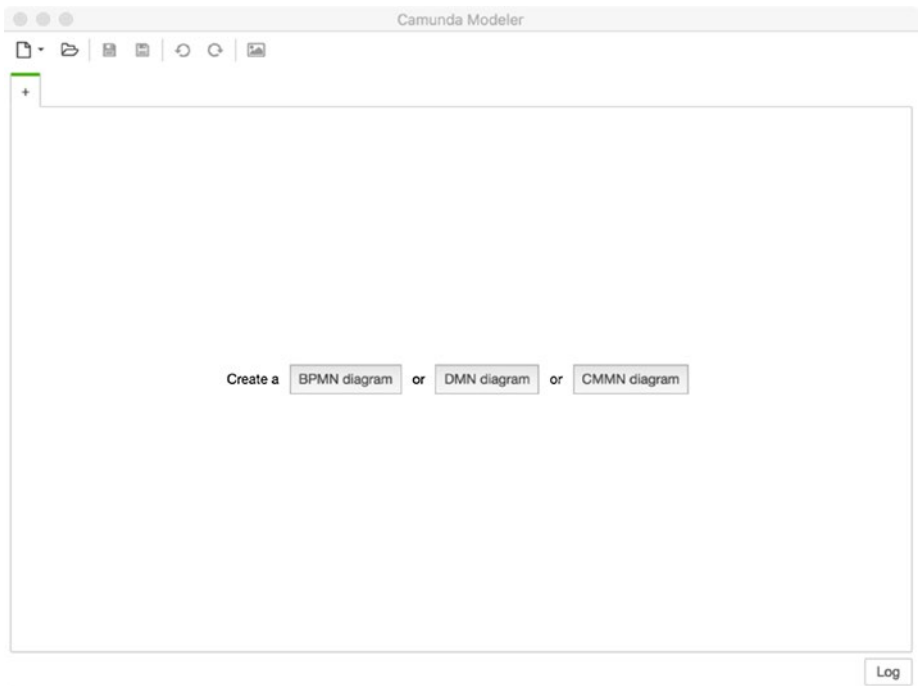 Camunda Modeler
+
Create a BPMN diagram or DMN diagram or CMMN diagram
Log